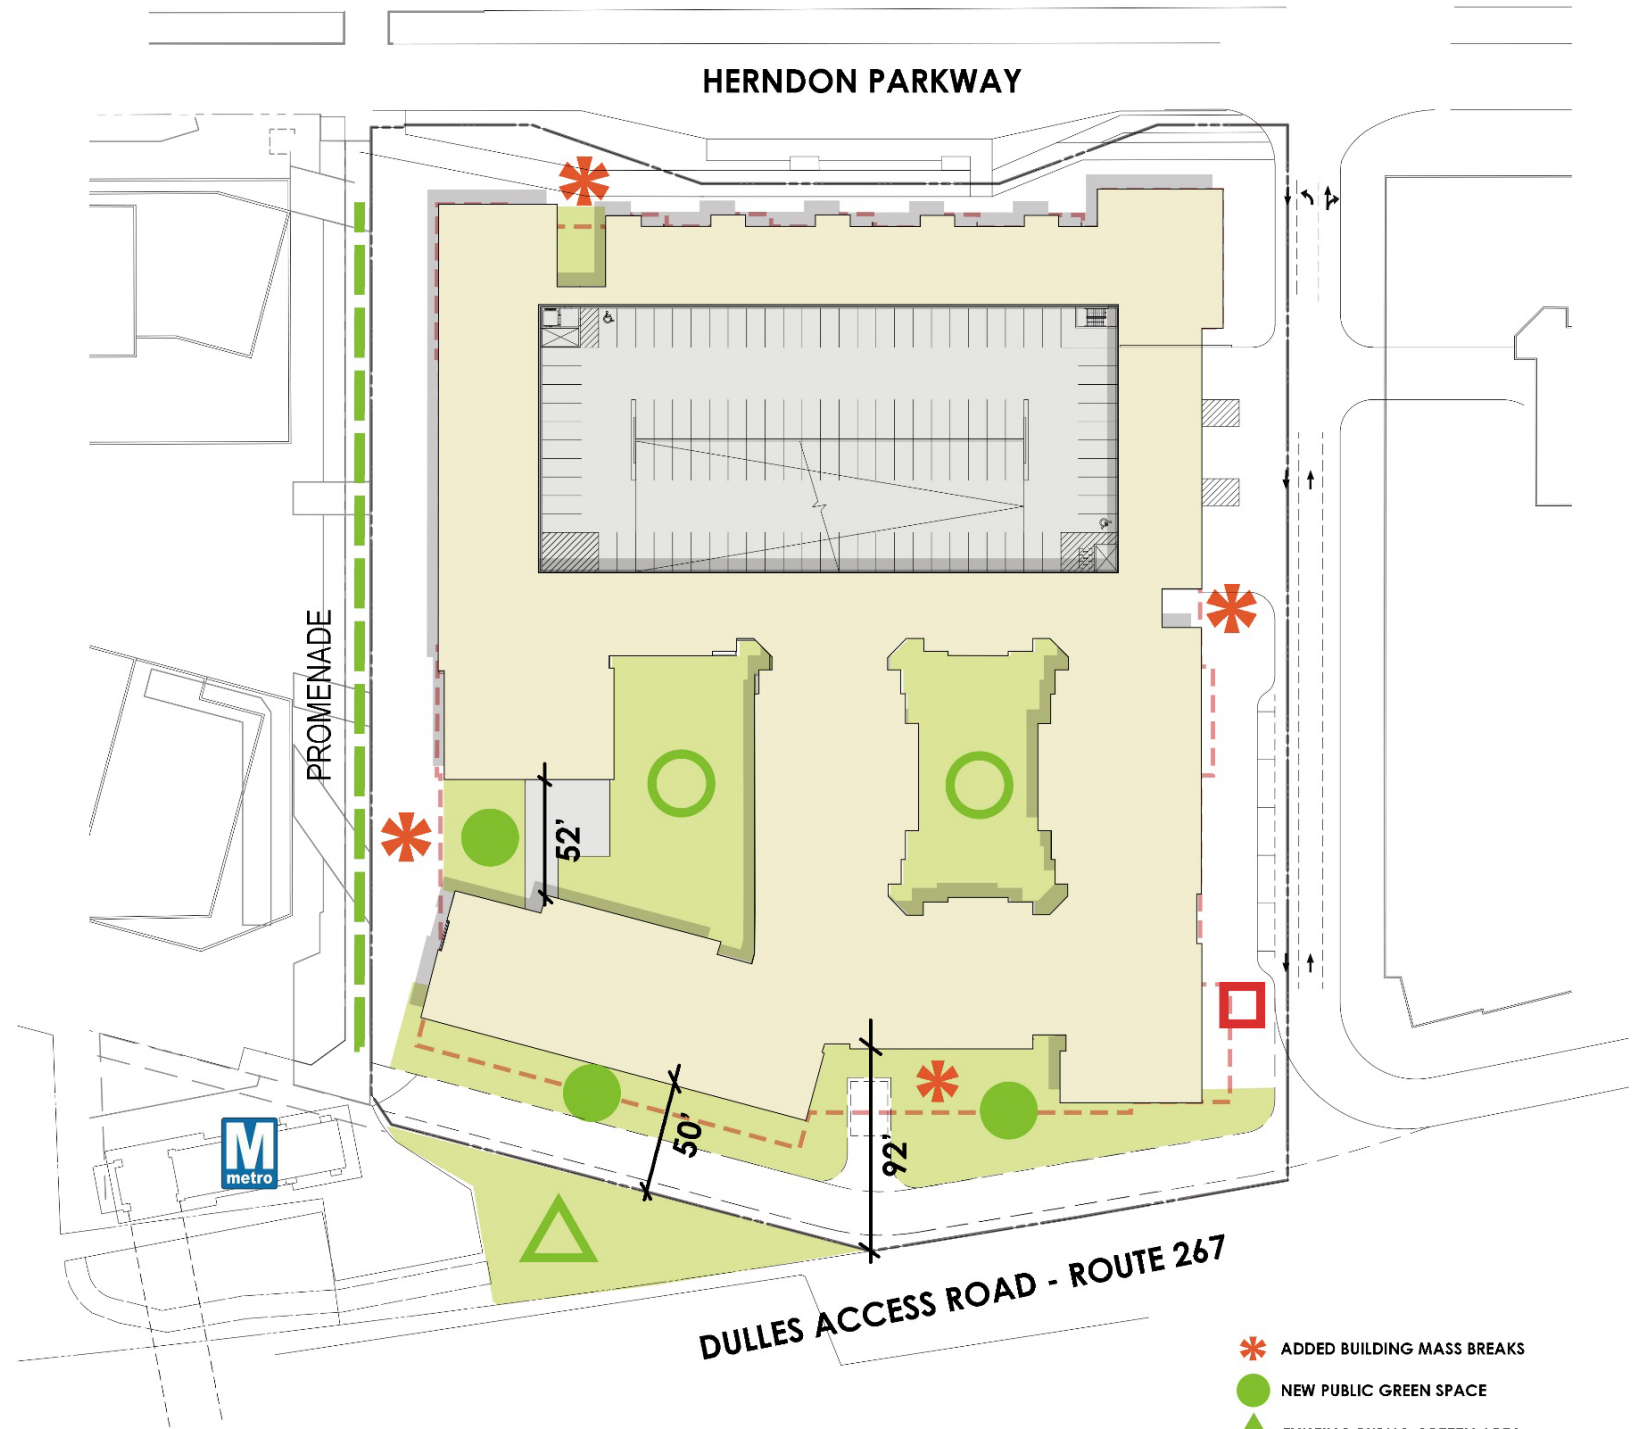 HERNDON PARKWAY
PROMENADE
52'
50'
92'
M
metro
DULLES ACCESS ROAD - ROUTE 267
ADDED BUILDING MASS BREAKS
NEW PUBLIC GREEN SPACE